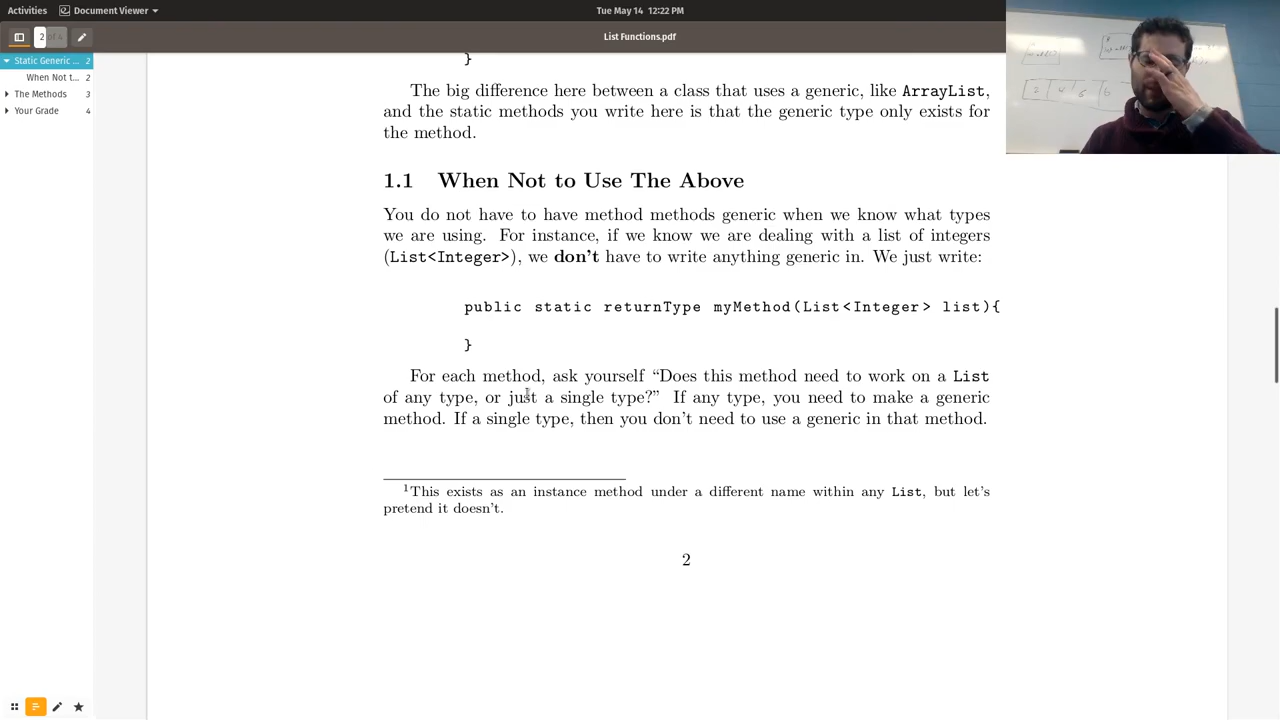 Activities Document Viewer Tue May 14 12:22 PM
2 of 4 List Functions.pdf
Static Generic ... 2
When Not t... 2
The Methods 3
Your Grade 4
}
The big difference here between a class that uses a generic, like ArrayList,
and the static methods you write here is that the generic type only exists for
the method.
1.1 When Not to Use The Above
You do not have to have method methods generic when we know what types
we are using. For instance, if we know we are dealing with a list of integers
(List<Integer>), we don't have to write anything generic in. We just write:
public static returnType myMethod(List<Integer> list){
}
For each method, ask yourself “Does this method need to work on a List
of any type, or just a single type?” If any type, you need to make a generic
method. If a single type, then you don't need to use a generic in that method.
1This exists as an instance method under a different name within any List, but let's
pretend it doesn't.
2